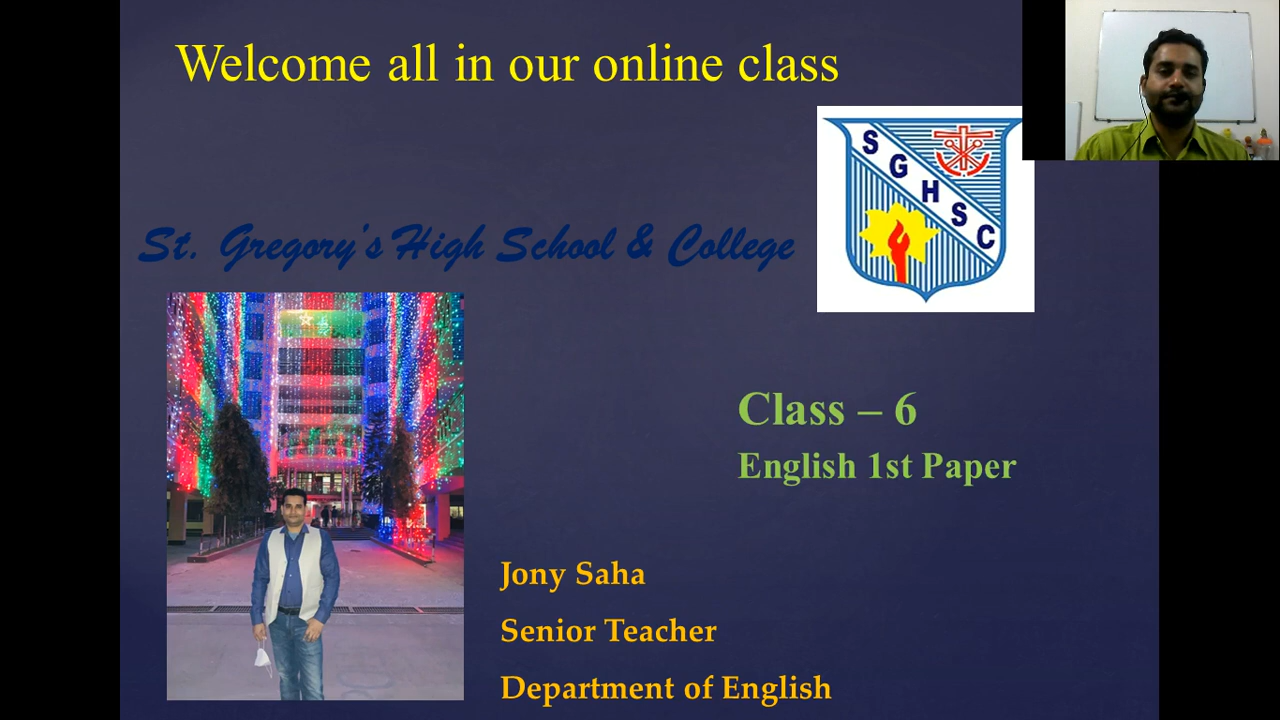 Welcome all in our online class
SGHSC
St. Gregory's High School & College
Class – 6
English 1st Paper
Jony Saha
Senior Teacher
Department of English